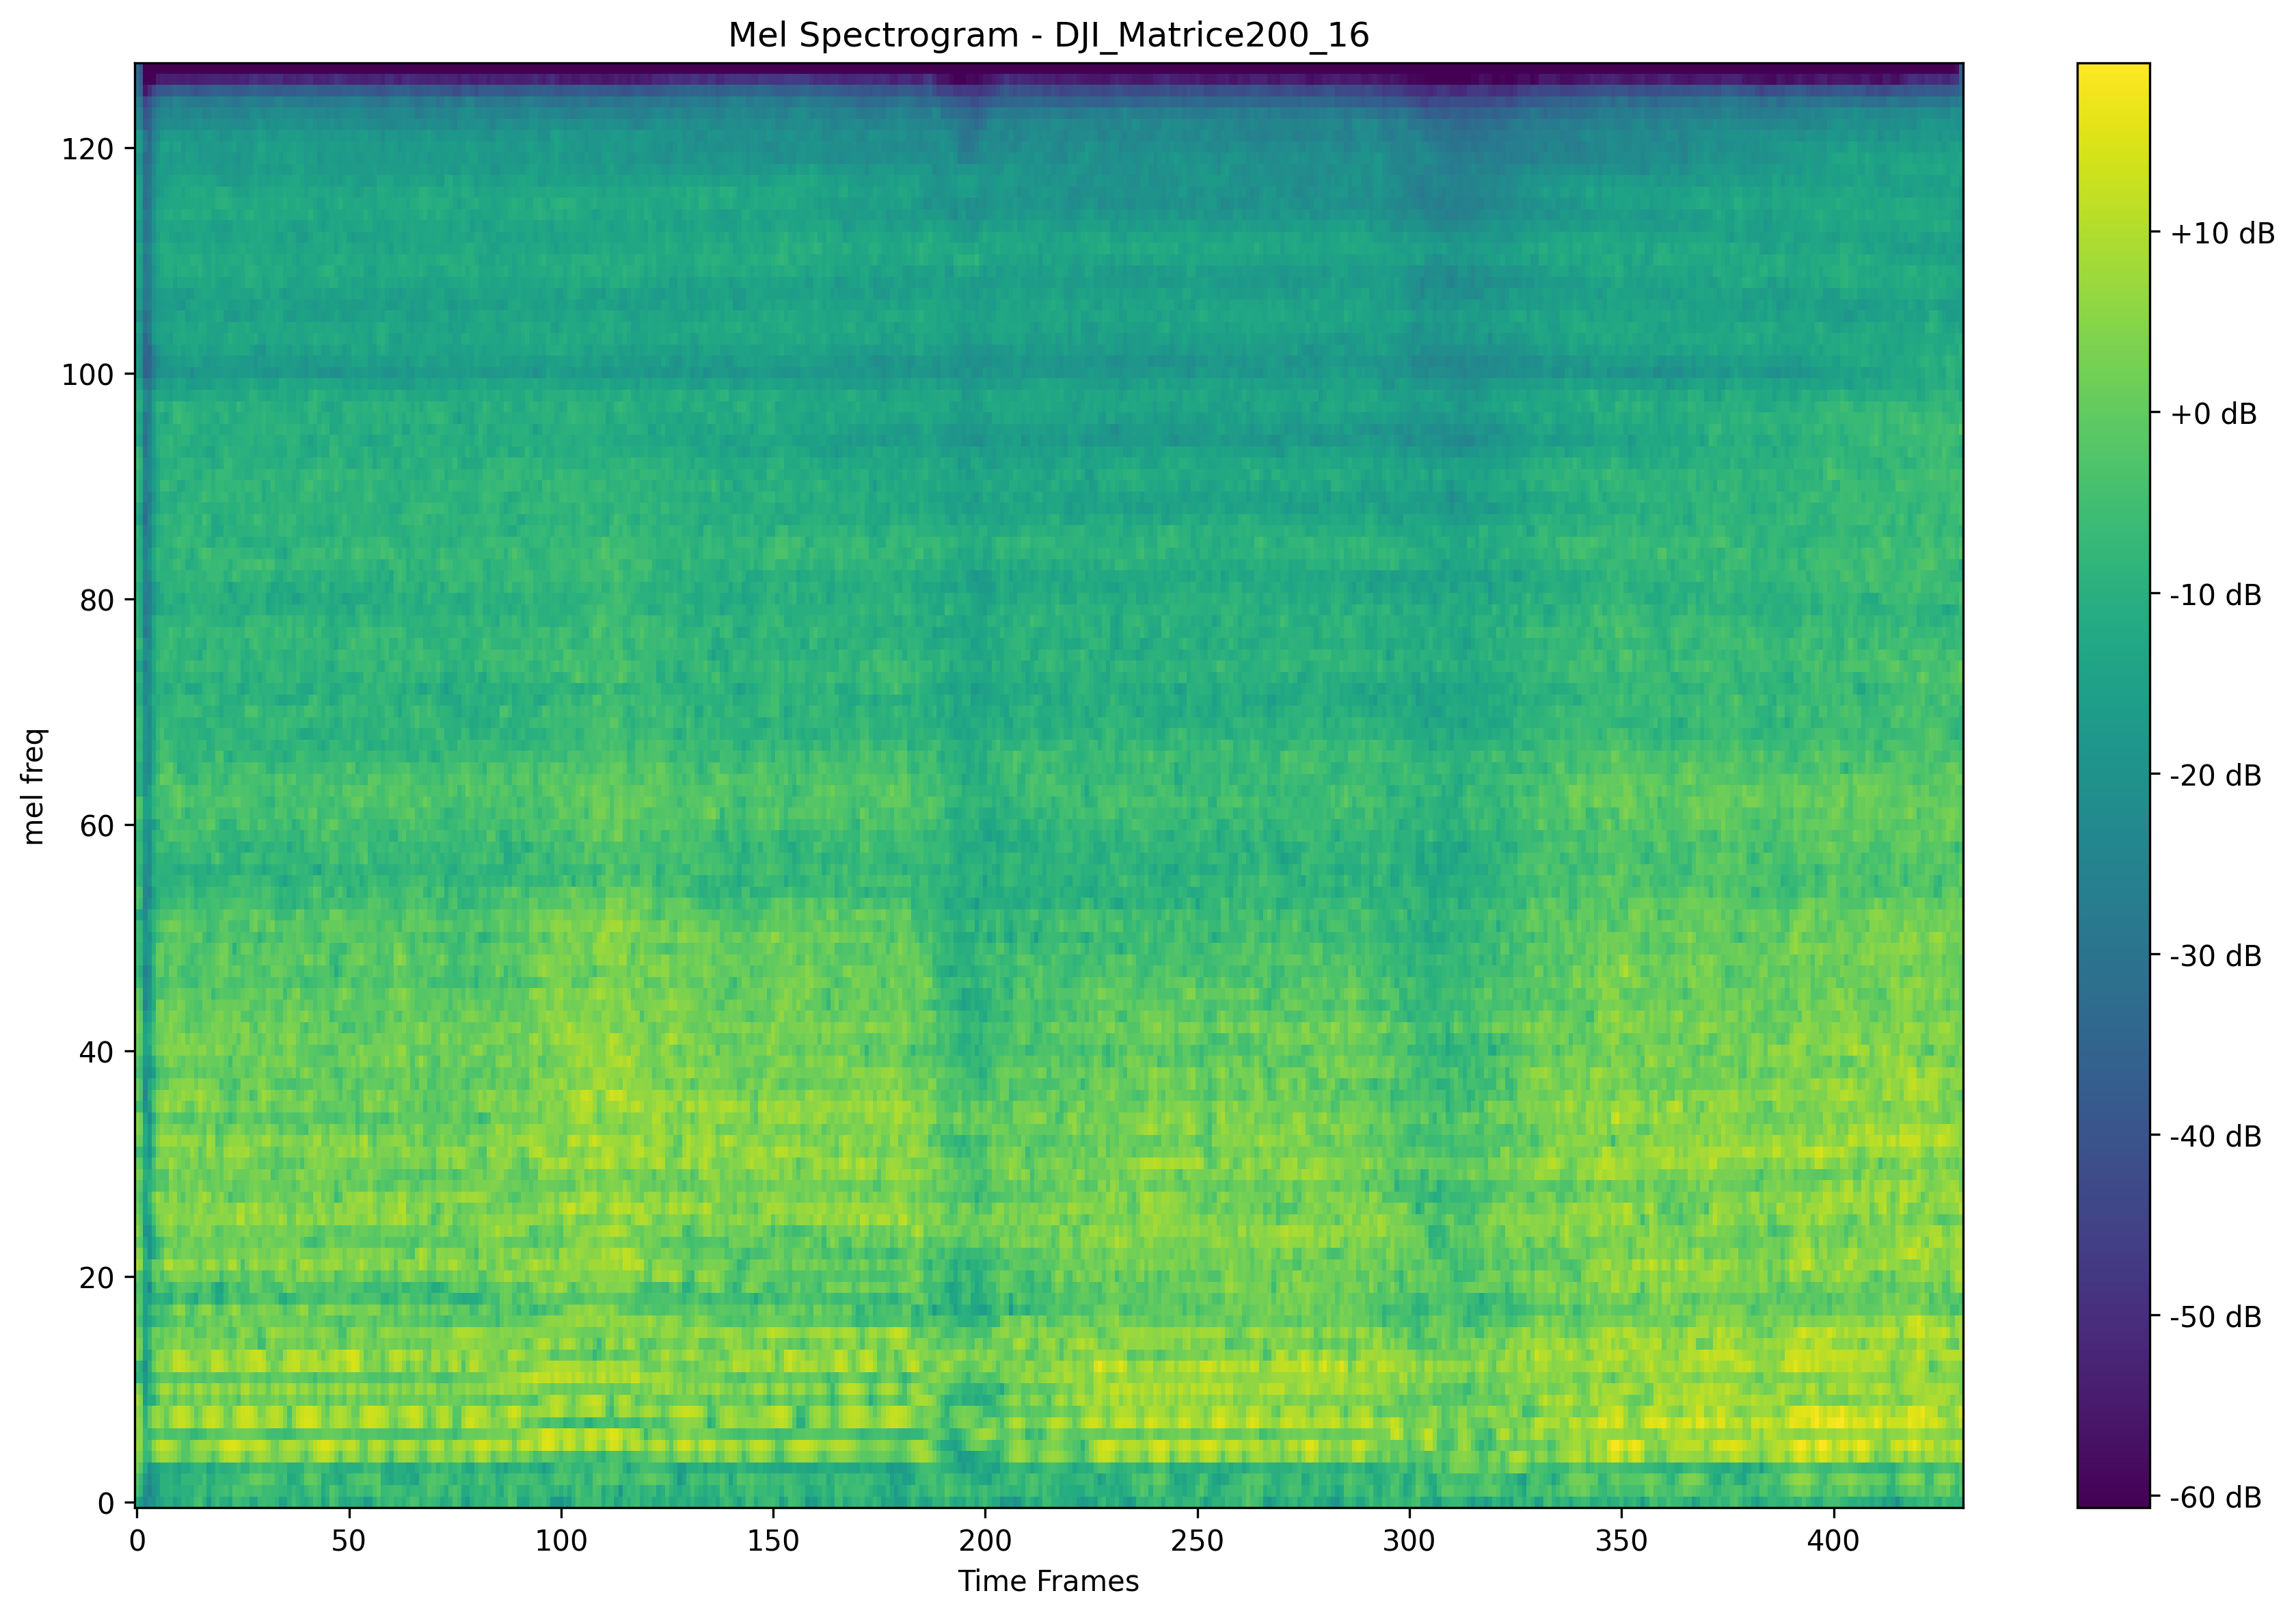 Mel Spectrogram - DJI_Matrice200_16
120
100
80
60
40
20
0
mel freq
0 50 100 150 200 250 300 350 400
Time Frames
+10 dB
+0 dB
-10 dB
-20 dB
-30 dB
-40 dB
-50 dB
-60 dB